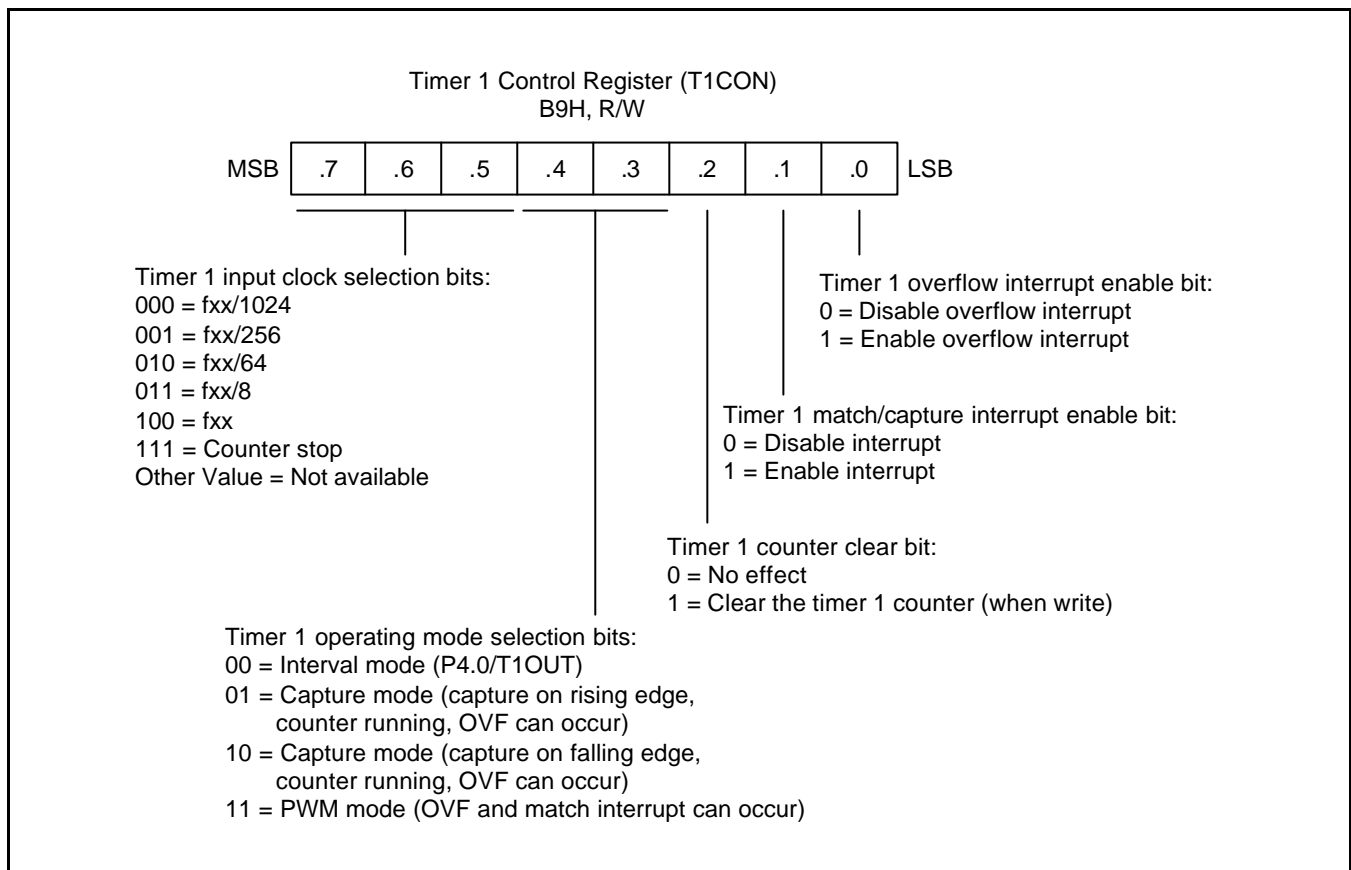 Timer 1 Control Register (T1CON)
B9H, R/W
MSB .7 .6 .5 .4 .3 .2 .1 .0 LSB
Timer 1 input clock selection bits:
000 = fxx/1024
001 = fxx/256
010 = fxx/64
011 = fxx/8
100 = fxx
111 = Counter stop
Other Value = Not available
Timer 1 overflow interrupt enable bit:
0 = Disable overflow interrupt
1 = Enable overflow interrupt
Timer 1 match/capture interrupt enable bit:
0 = Disable interrupt
1 = Enable interrupt
Timer 1 counter clear bit:
0 = No effect
1 = Clear the timer 1 counter (when write)
Timer 1 operating mode selection bits:
00 = Interval mode (P4.0/T1OUT)
01 = Capture mode (capture on rising edge,
counter running, OVF can occur)
10 = Capture mode (capture on falling edge,
counter running, OVF can occur)
11 = PWM mode (OVF and match interrupt can occur)